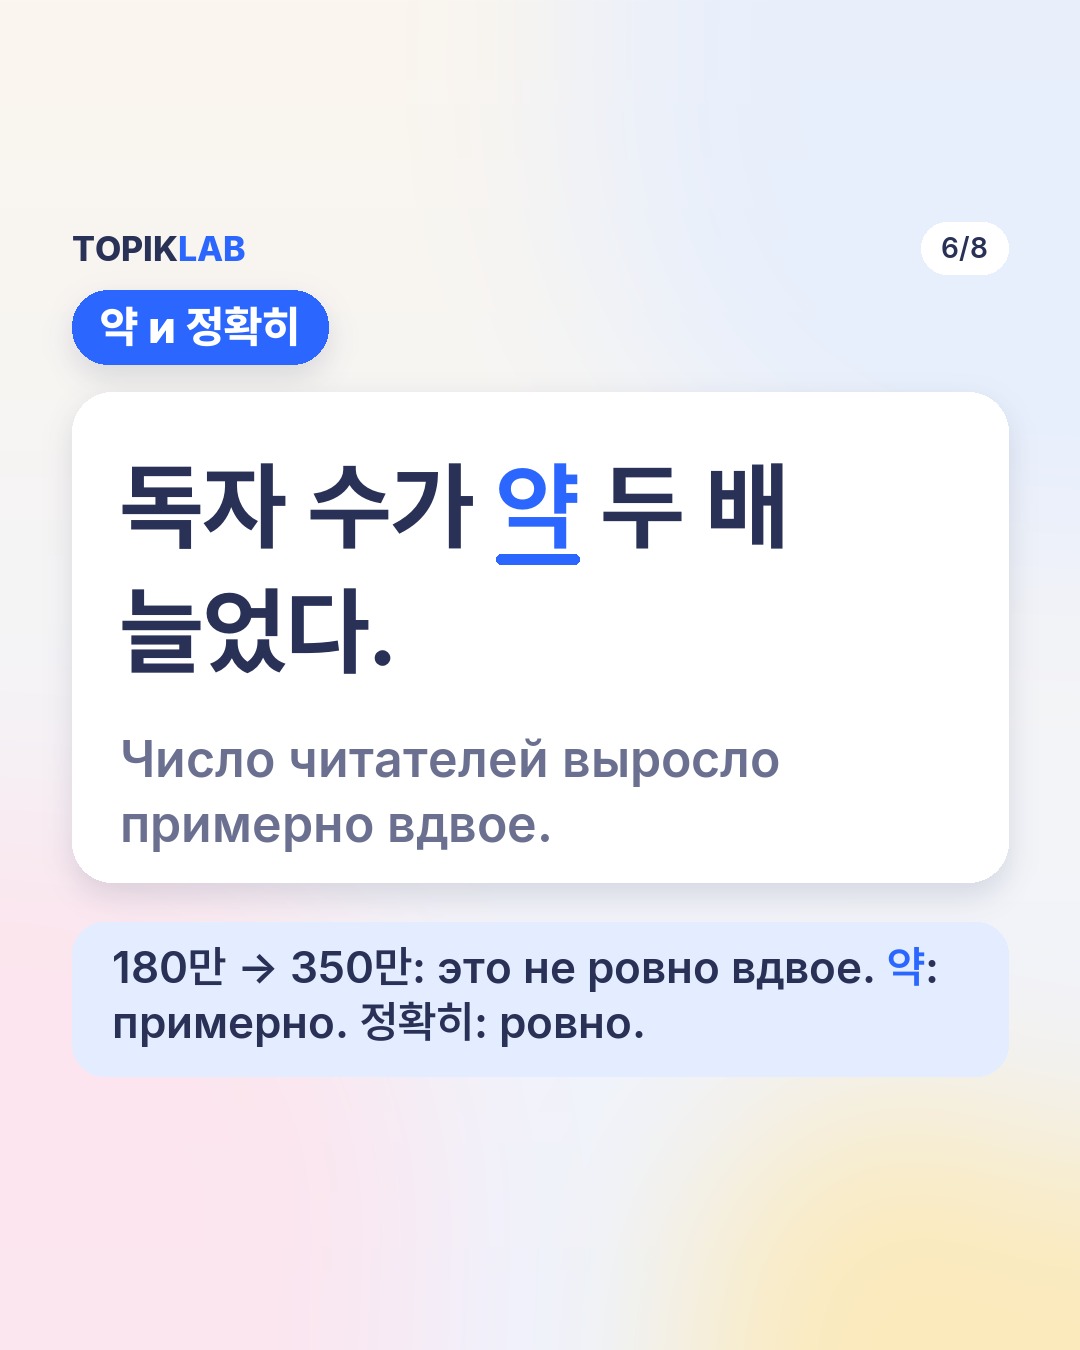 TOPIKLAB
6/8
약 и 정확히
독자 수가 약 두 배
늘었다.
Число читателей выросло
примерно вдвое.
180만 → 350만: это не ровно вдвое. 약:
примерно. 정확히: ровно.